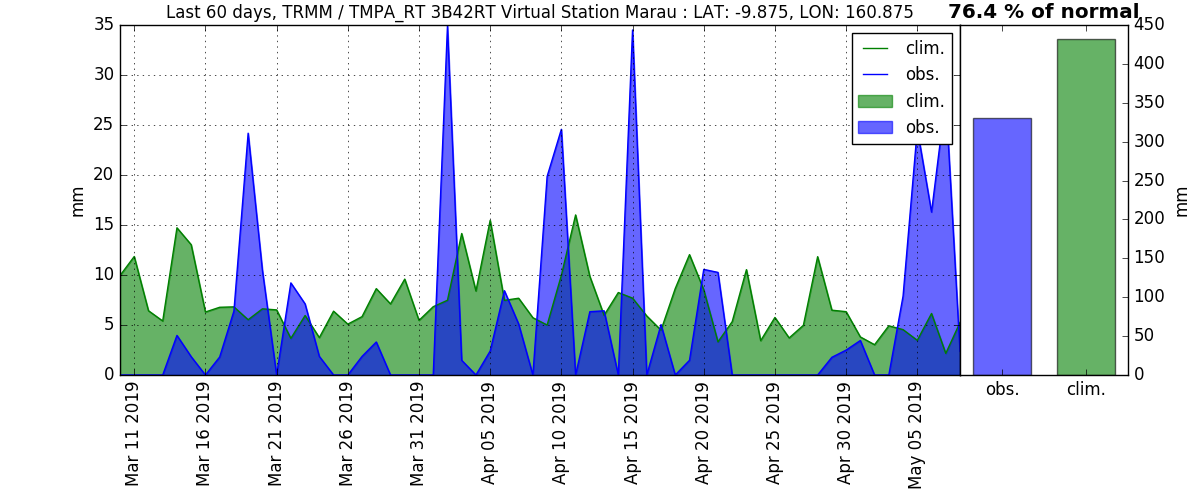 Last 60 days, TRMM / TMPA_RT 3B42RT Virtual Station Marau : LAT: -9.875, LON: 160.875
76.4 % of normal
35
30
25
20
15
10
5
0
mm
clim.
obs.
clim.
obs.
Mar 11 2019
Mar 16 2019
Mar 21 2019
Mar 26 2019
Mar 31 2019
Apr 05 2019
Apr 10 2019
Apr 15 2019
Apr 20 2019
Apr 25 2019
Apr 30 2019
May 05 2019
450
400
350
300
250
200
150
100
50
0
mm
obs.
clim.